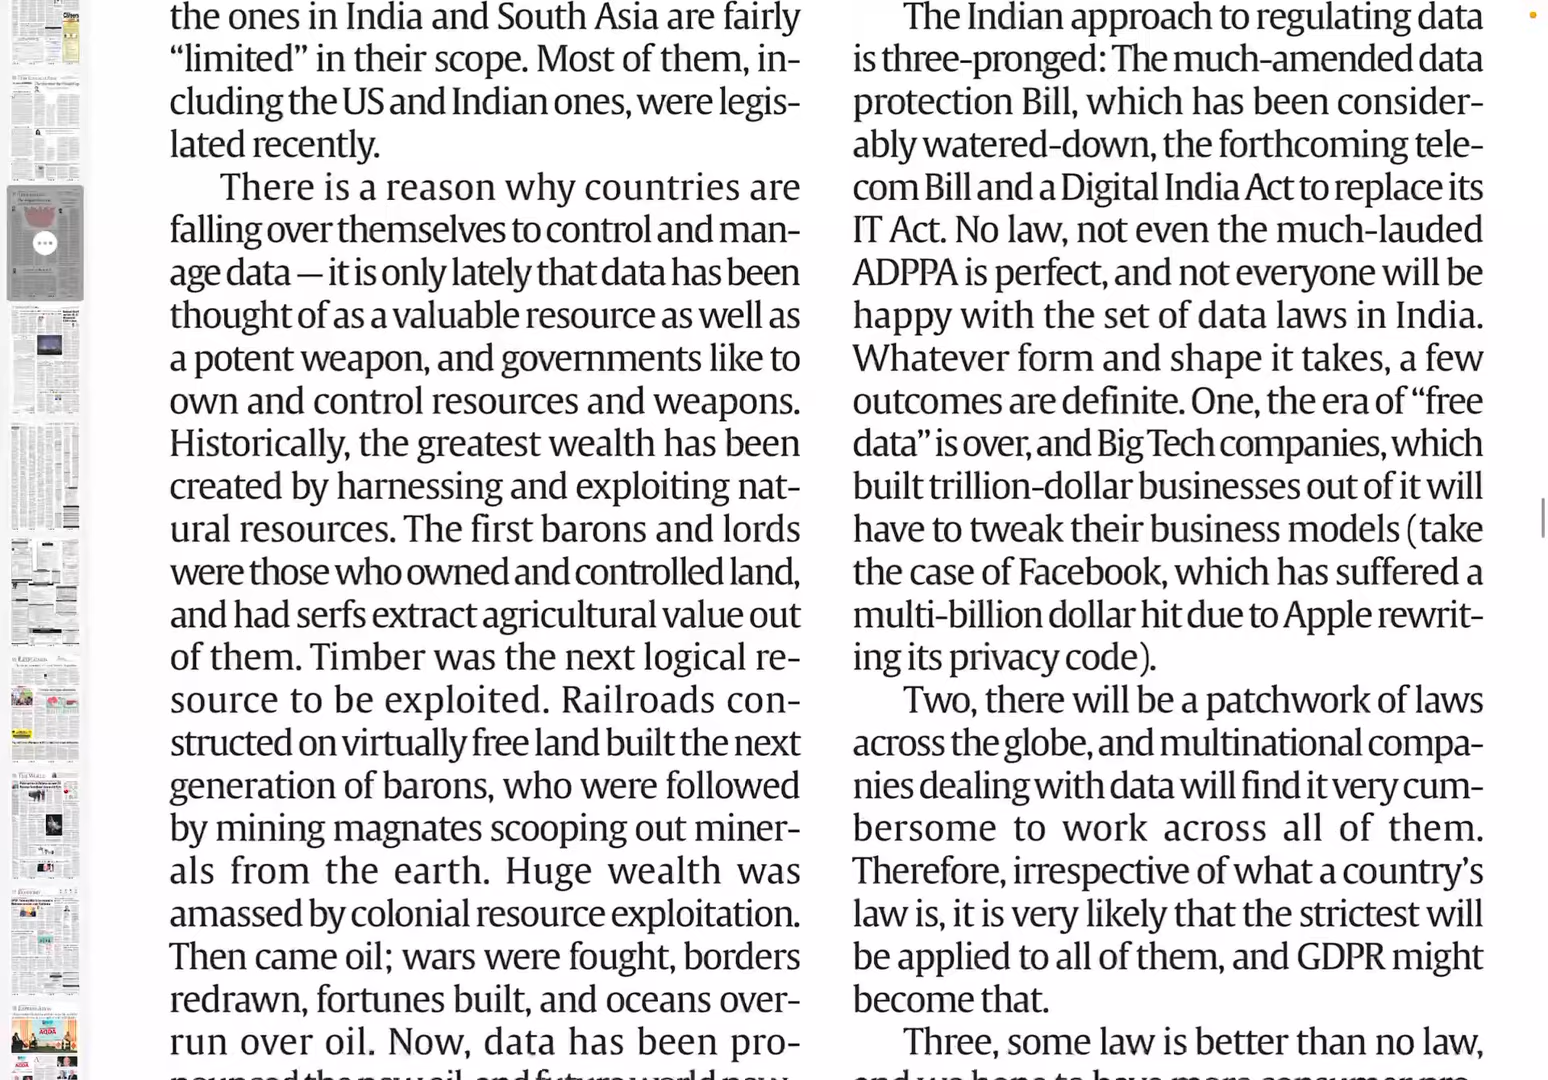 the ones in India and South Asia are fairly
“limited” in their scope. Most of them, in-
cluding the US and Indian ones, were legis-
lated recently.
There is a reason why countries are
falling over themselves to control and man-
age data — it is only lately that data has been
thought of as a valuable resource as well as
a potent weapon, and governments like to
own and control resources and weapons.
Historically, the greatest wealth has been
created by harnessing and exploiting nat-
ural resources. The first barons and lords
were those who owned and controlled land,
and had serfs extract agricultural value out
of them. Timber was the next logical re-
source to be exploited. Railroads con-
structed on virtually free land built the next
generation of barons, who were followed
by mining magnates scooping out miner-
als from the earth. Huge wealth was
amassed by colonial resource exploitation.
Then came oil; wars were fought, borders
redrawn, fortunes built, and oceans over-
run over oil. Now, data has been pro-
The Indian approach to regulating data
is three-pronged: The much-amended data
protection Bill, which has been consider-
ably watered-down, the forthcoming tele-
com Bill and a Digital India Act to replace its
IT Act. No law, not even the much-lauded
ADPPA is perfect, and not everyone will be
happy with the set of data laws in India.
Whatever form and shape it takes, a few
outcomes are definite. One, the era of “free
data” is over, and Big Tech companies, which
built trillion-dollar businesses out of it will
have to tweak their business models (take
the case of Facebook, which has suffered a
multi-billion dollar hit due to Apple rewrit-
ing its privacy code).
Two, there will be a patchwork of laws
across the globe, and multinational compa-
nies dealing with data will find it very cum-
bersome to work across all of them.
Therefore, irrespective of what a country’s
law is, it is very likely that the strictest will
be applied to all of them, and GDPR might
become that.
Three, some law is better than no law,